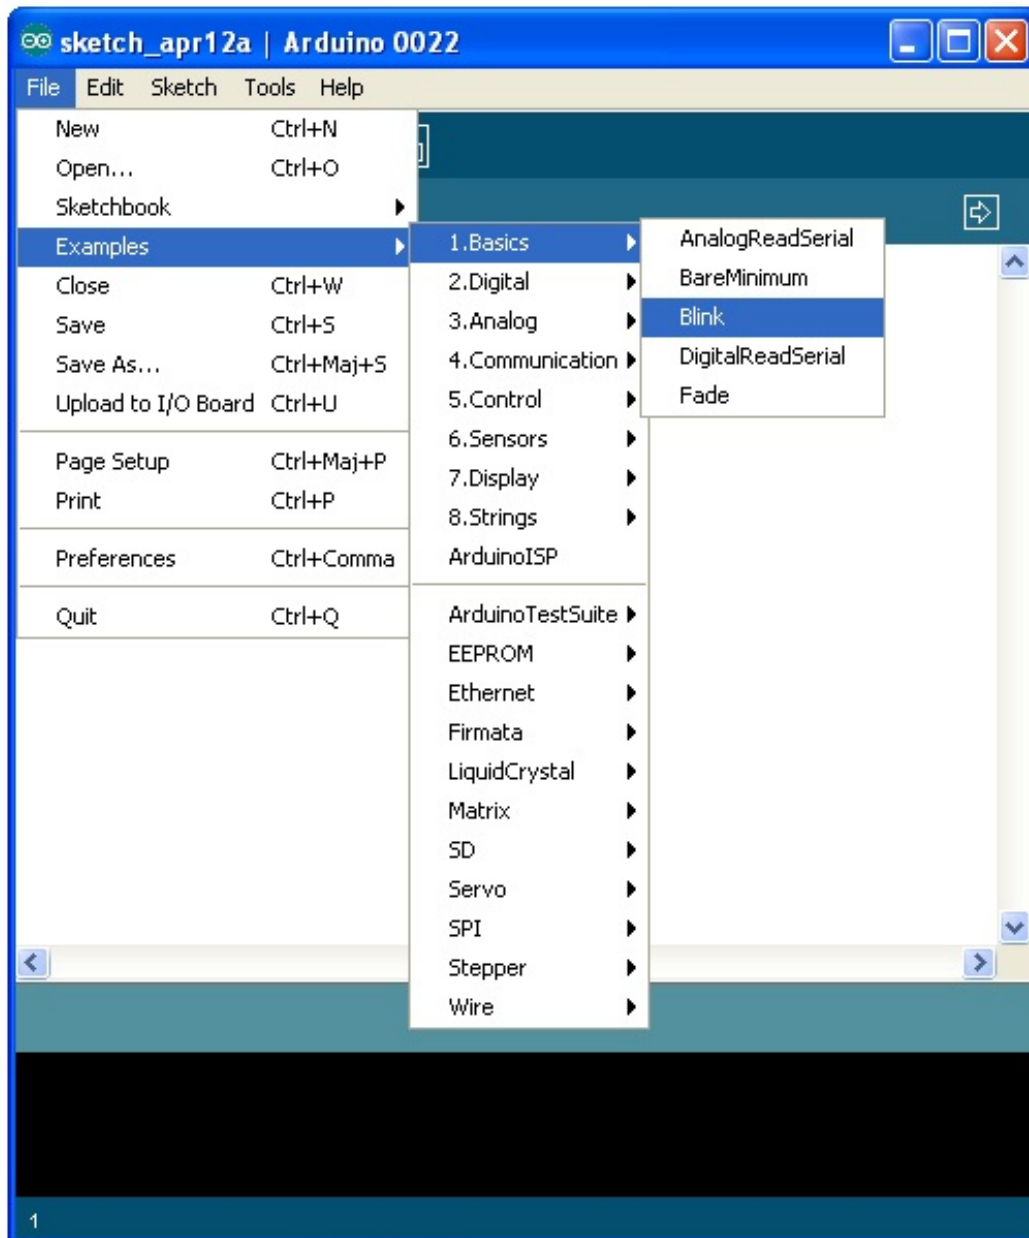 sketch_apr12a | Arduino 0022
File Edit Sketch Tools Help
New Ctrl+N
Open... Ctrl+O
Sketchbook
Examples
Close Ctrl+W
Save Ctrl+S
Save As... Ctrl+Maj+S
Upload to I/O Board Ctrl+U
Page Setup Ctrl+Maj+P
Print Ctrl+P
Preferences Ctrl+Comma
Quit Ctrl+Q
1.Basics
2.Digital
3.Analog
4.Communication
5.Control
6.Sensors
7.Display
8.Strings
ArduinoISP
ArduinoTestSuite
EEPROM
Ethernet
Firmata
LiquidCrystal
Matrix
SD
Servo
SPI
Stepper
Wire
AnalogReadSerial
BareMinimum
Blink
DigitalReadSerial
Fade
1